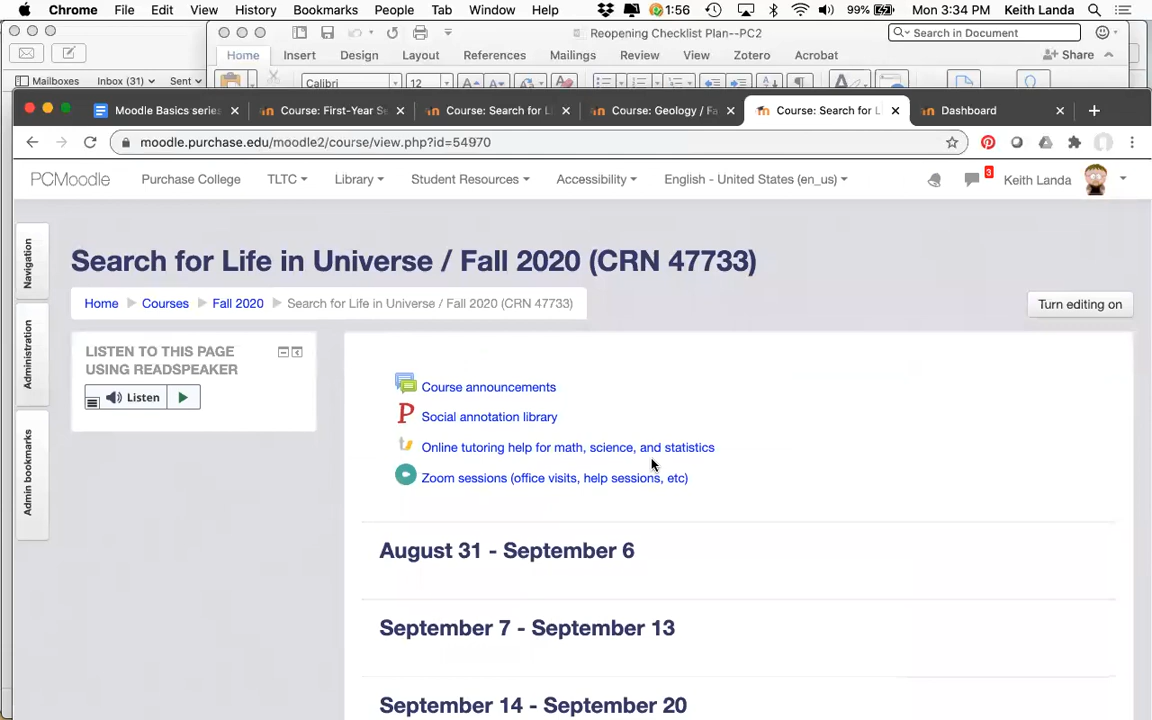 Chrome File Edit View History Bookmarks People Tab Window Help 1:56 99% Mon 3:34 PM Keith Landa
Reopening Checklist Plan--PC2 Search in Document
Home Insert Design Layout References Mailings Review View Zotero Acrobat Share
Mailboxes Inbox (31) Sent Calibri 12
Moodle Basics serie Course: First-Year Se Course: Search for L Course: Geology / Fa Course: Search for L Dashboard
moodle.purchase.edu/moodle2/course/view.php?id=54970
PCMoodle Purchase College TLTC Library Student Resources Accessibility English - United States (en_us) 3 Keith Landa
Navigation
Administration
Admin bookmarks
Search for Life in Universe / Fall 2020 (CRN 47733)
Home Courses Fall 2020 Search for Life in Universe / Fall 2020 (CRN 47733)
Turn editing on
LISTEN TO THIS PAGE
USING READSPEAKER
Listen
Course announcements
Social annotation library
Online tutoring help for math, science, and statistics
Zoom sessions (office visits, help sessions, etc)
August 31 - September 6
September 7 - September 13
September 14 - September 20